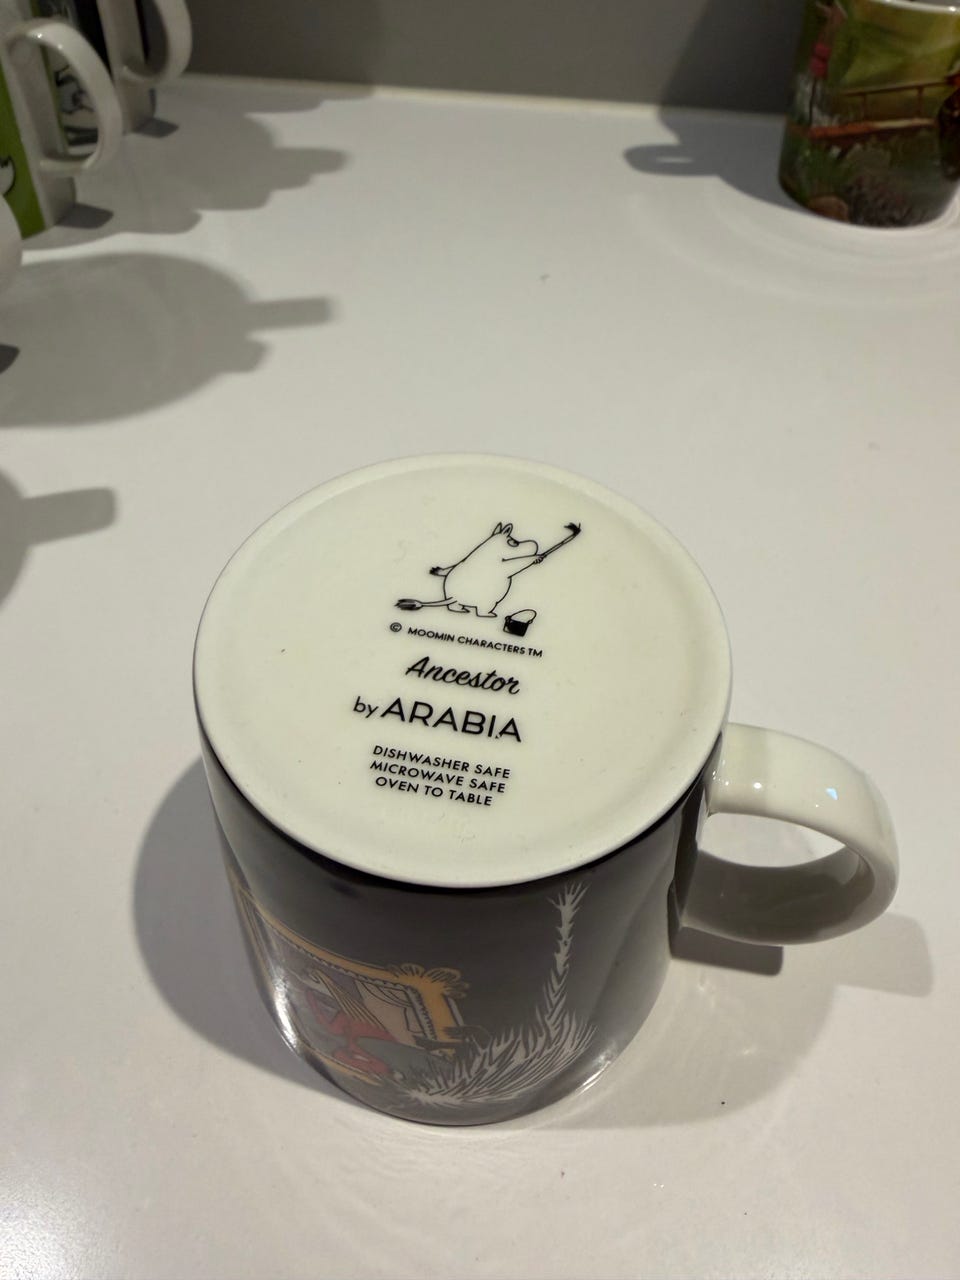 © MOOMIN CHARACTERS TM
Ancestor
by ARABIA
DISHWASHER SAFE
MICROWAVE SAFE
OVEN TO TABLE